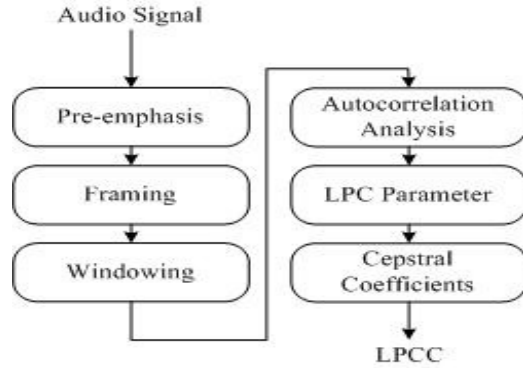 Audio Signal
Pre-emphasis
Framing
Windowing
Autocorrelation
Analysis
LPC Parameter
Cepstral
Coefficients
LPCC